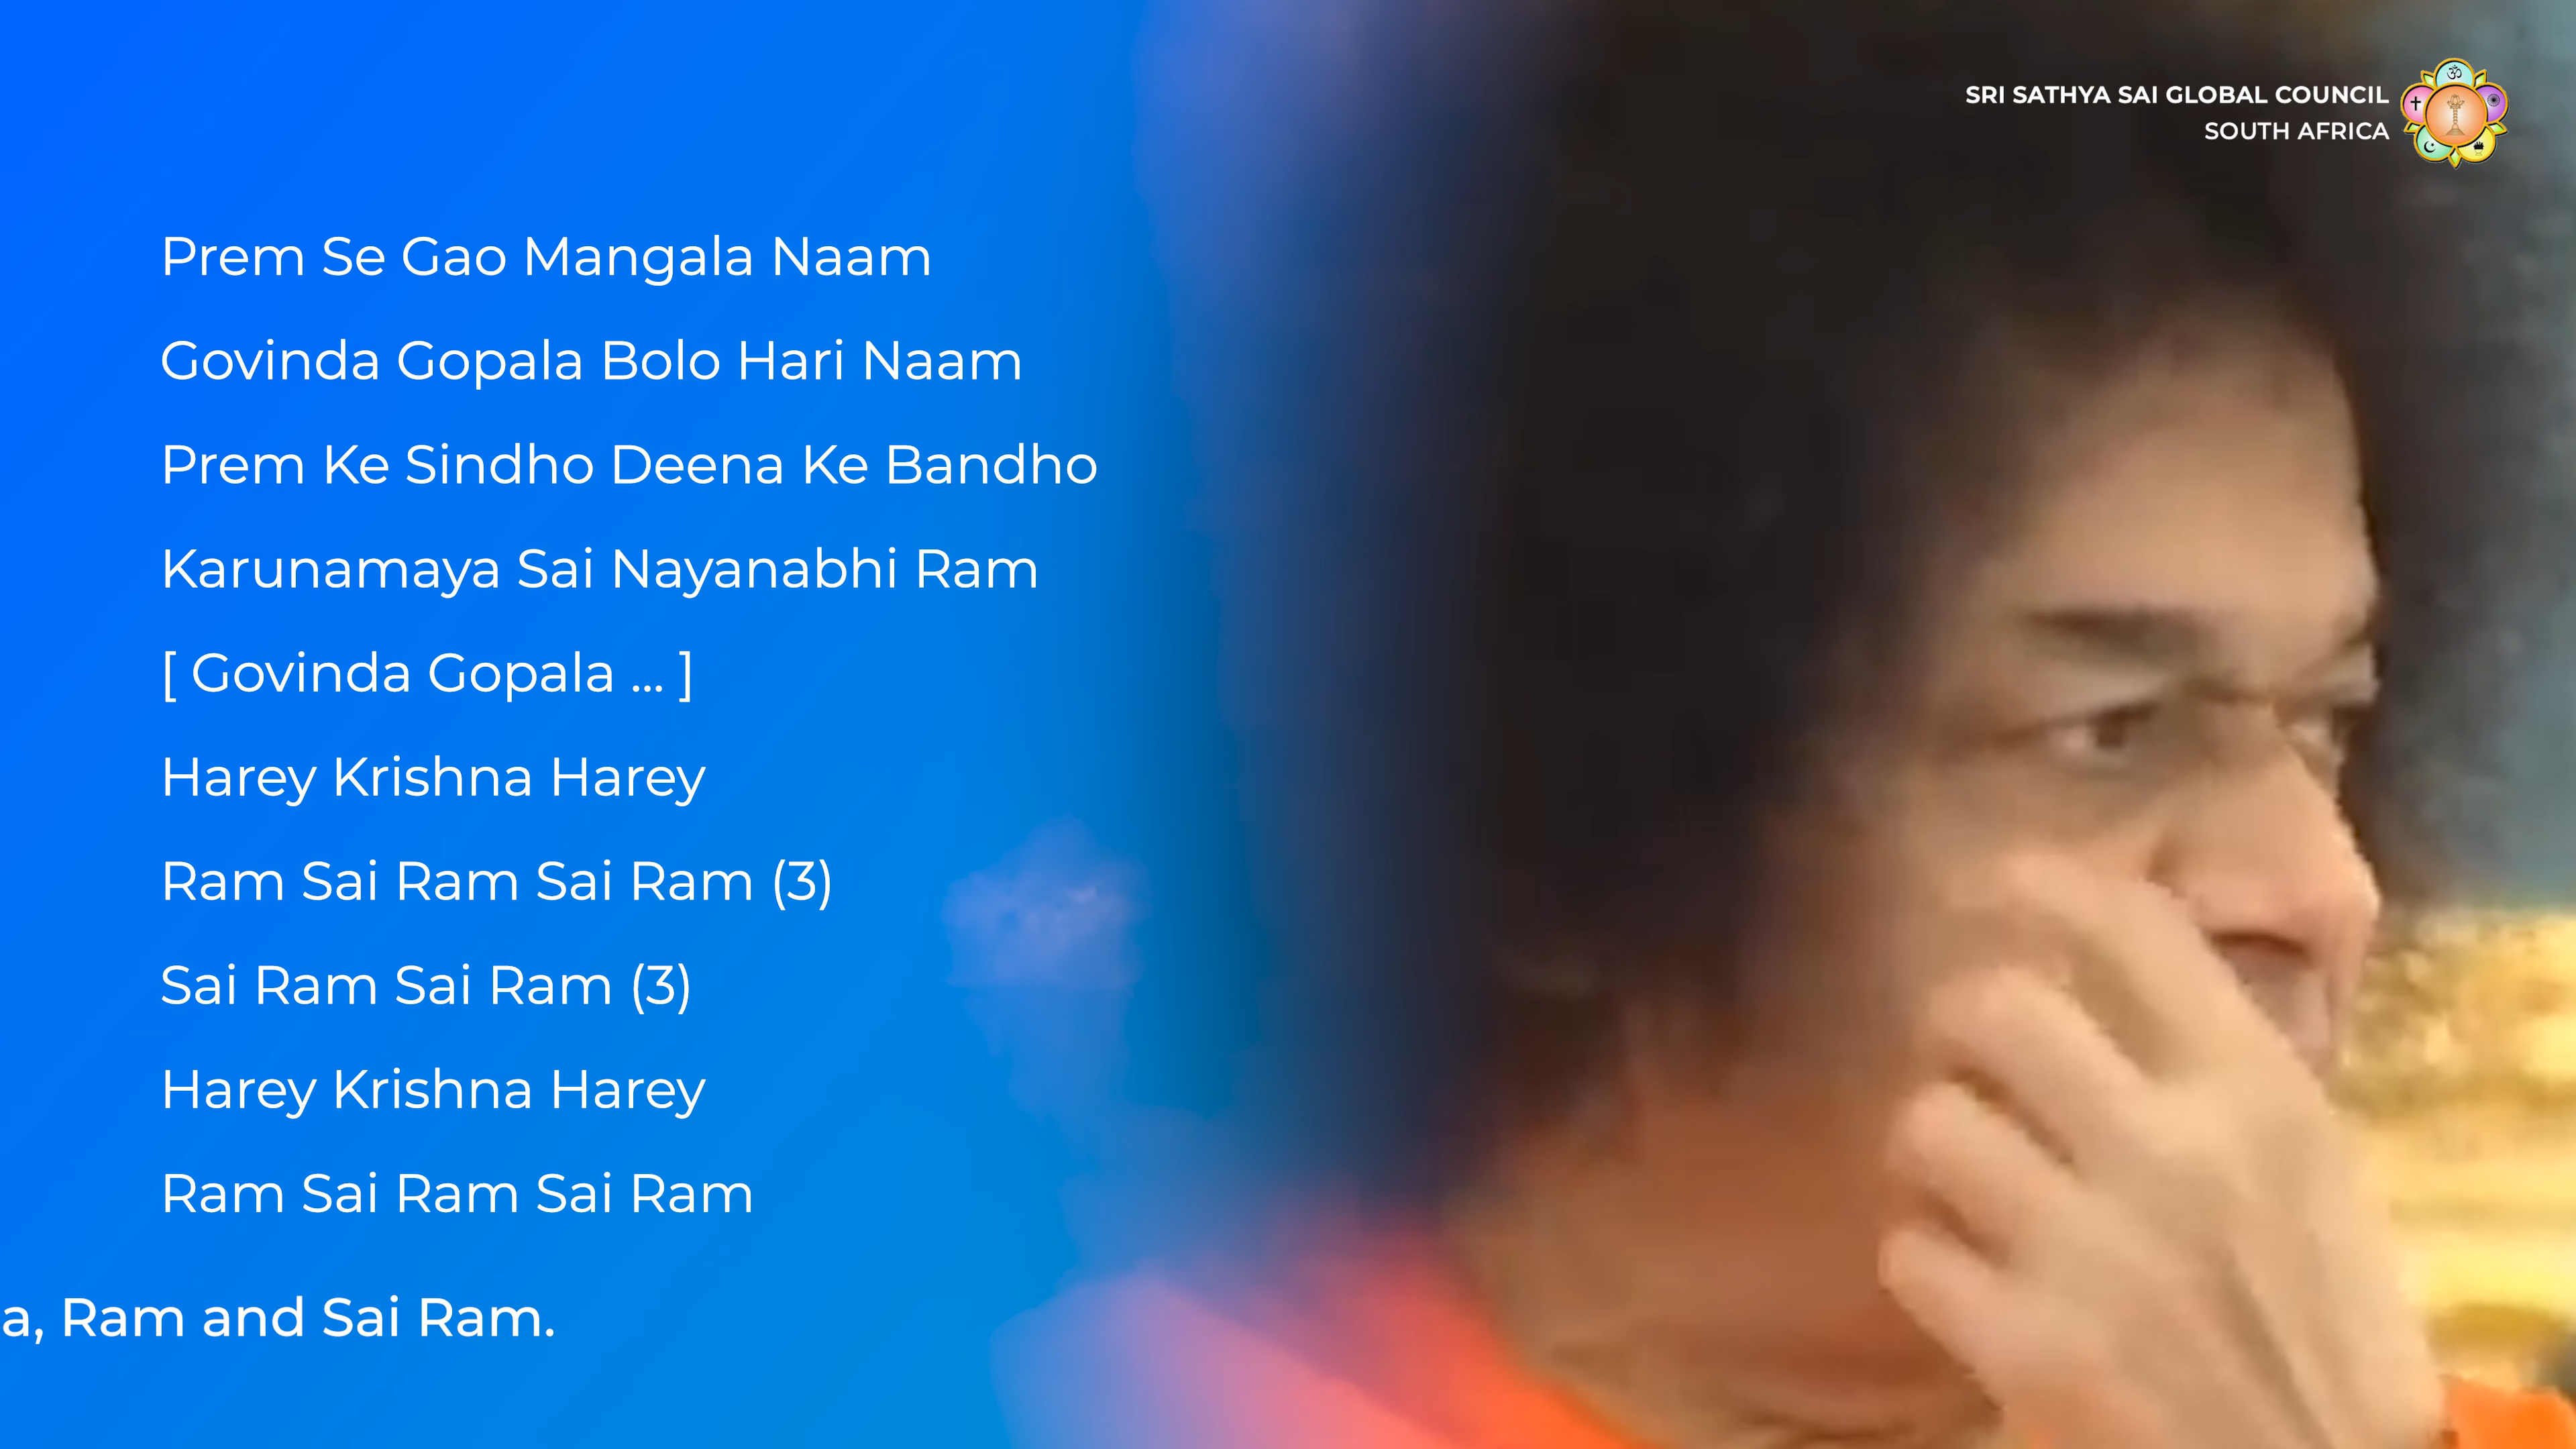 SRI SATHYA SAI GLOBAL COUNCIL
SOUTH AFRICA
Prem Se Gao Mangala Naam
Govinda Gopala Bolo Hari Naam
Prem Ke Sindho Deena Ke Bandho
Karunamaya Sai Nayanabhi Ram
[ Govinda Gopala ... ]
Harey Krishna Harey
Ram Sai Ram Sai Ram (3)
Sai Ram Sai Ram (3)
Harey Krishna Harey
Ram Sai Ram Sai Ram
a, Ram and Sai Ram.